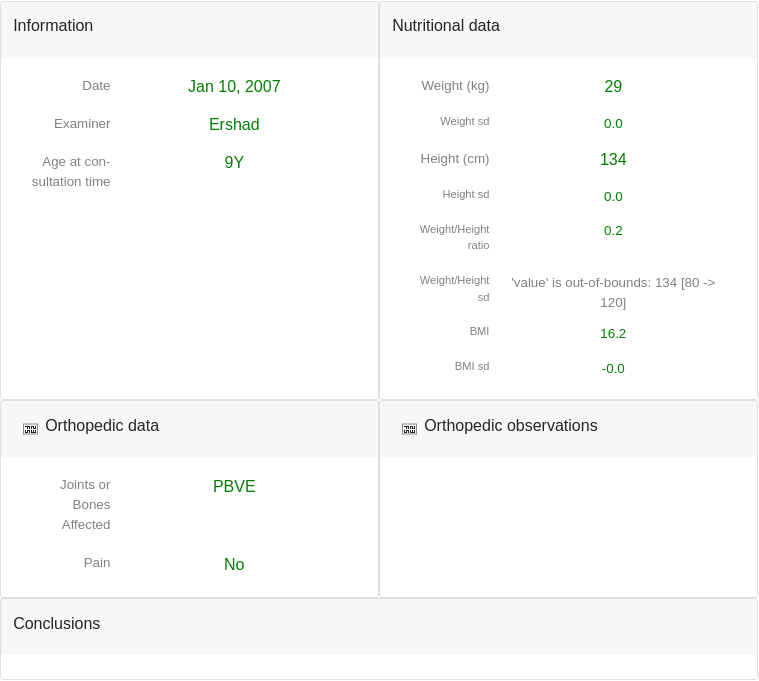 Information
Date
Jan 10, 2007
Examiner
Ershad
Age at con-
sultation time
9Y
Nutritional data
Weight (kg)
29
Weight sd
0.0
Height (cm)
134
Height sd
0.0
Weight/Height
ratio
0.2
Weight/Height
sd
'value' is out-of-bounds: 134 [80 ->
120]
BMI
16.2
BMI sd
-0.0
Orthopedic data
Joints or
Bones
Affected
PBVE
Pain
No
Orthopedic observations
Conclusions